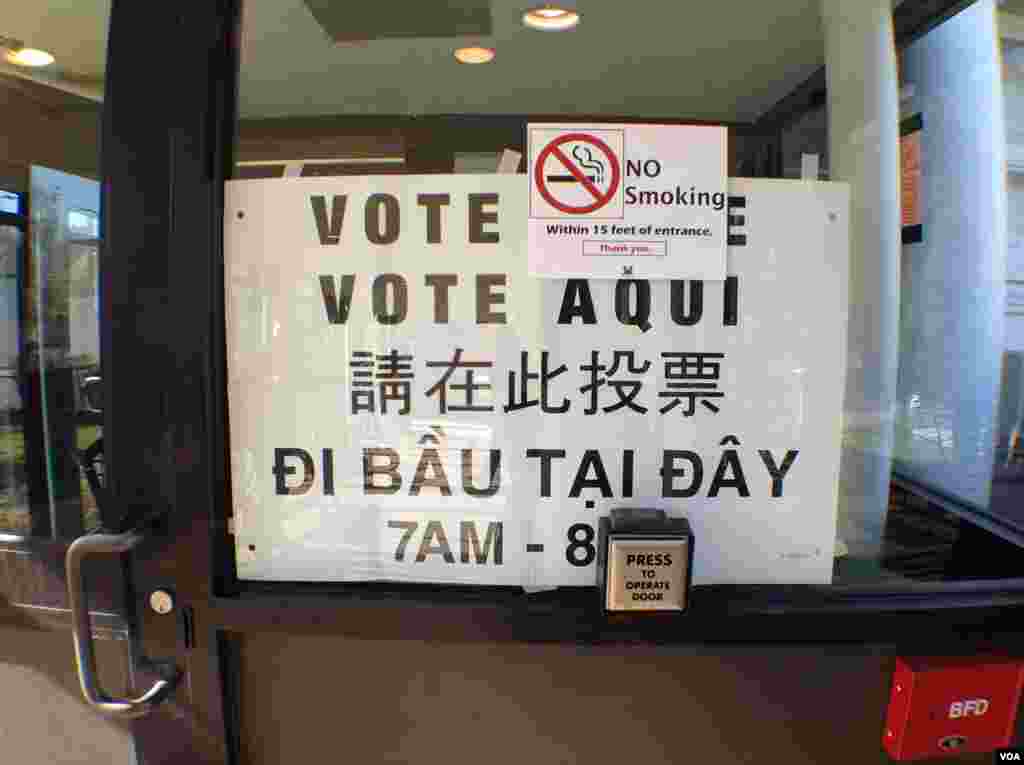 NO
Smoking
Within 15 feet of entrance.
Thank you.
VOTE
VOTE AQUI
請在此投票
ĐI BẦU TẠI ĐÂY
7AM - 8
PRESS
TO
OPERATE
DOOR
BFD
VOA